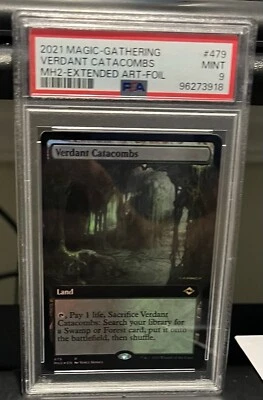 2021 MAGIC-GATHERING #479
VERDANT CATACOMBS MINT
MH2-EXTENDED ART-FOIL 9
PSA 96273918
Verdant Catacombs
Land
Pay 1 life, Sacrifice Verdant
Catacombs: Search your library for
a Swamp or Forest card, put it onto
the battlefield, then shuffle.